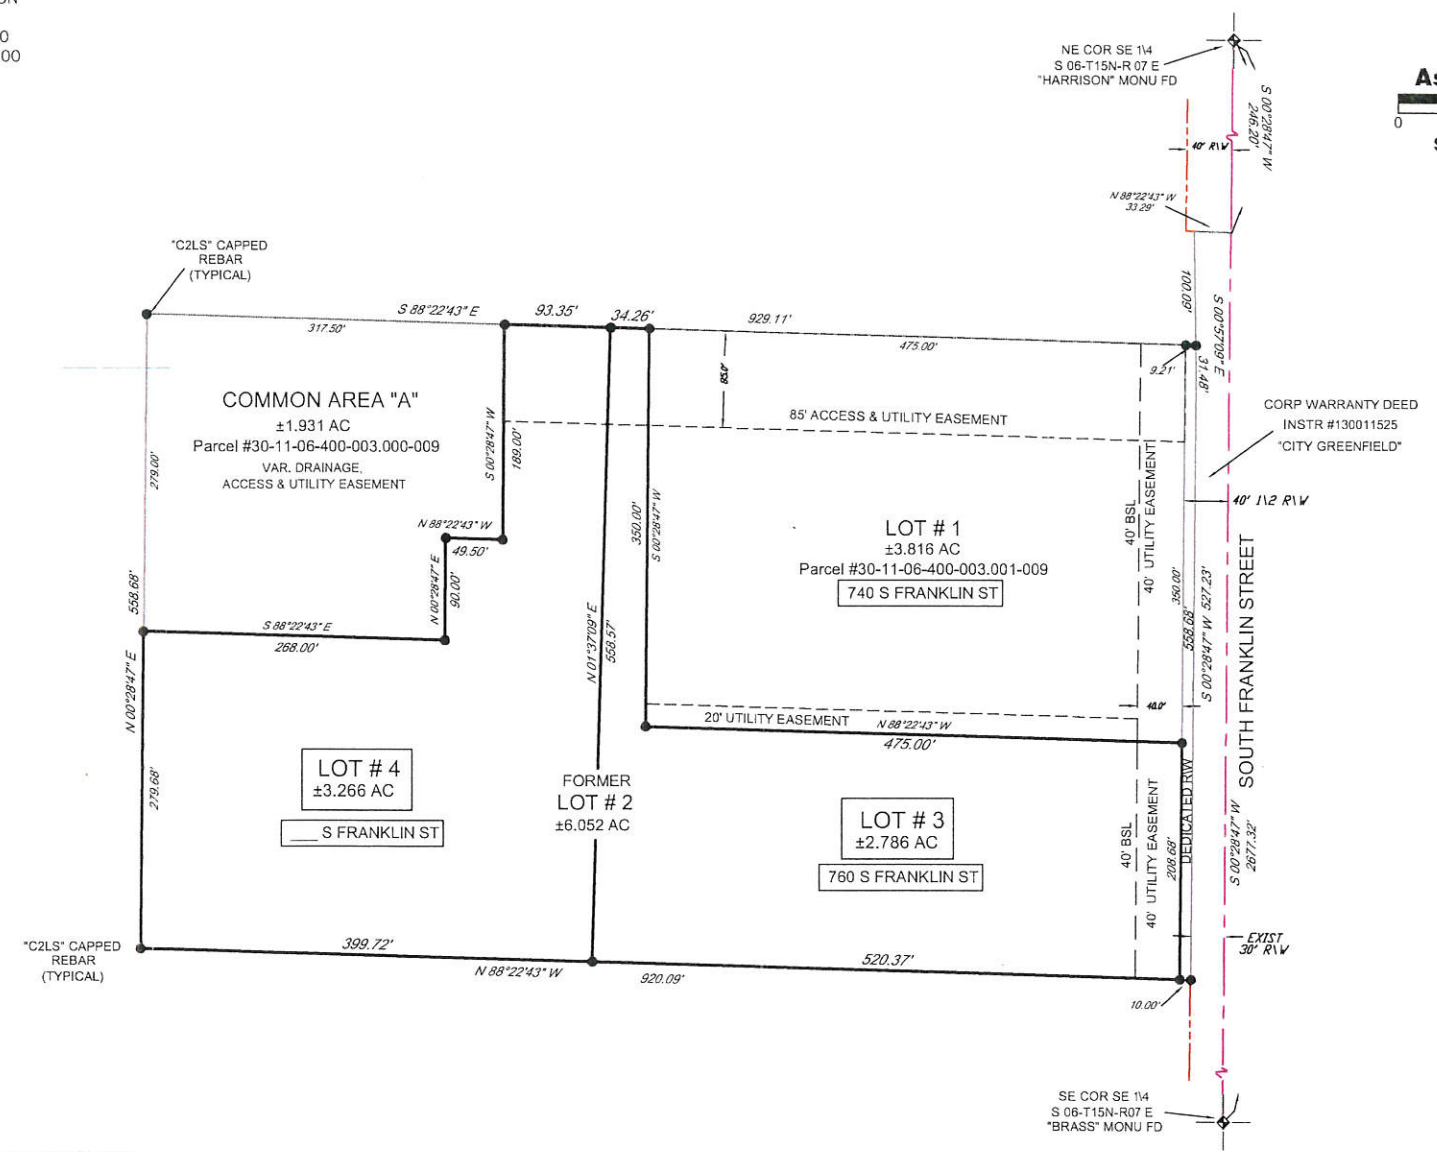 00
NE COR SE 1\4
S 06-T15N-R 07 E
"HARRISON" MONU FD
S 00°28'47" W
246.20'
0
40' R\W
N 88°22'43" W
33.29'
"C2LS" CAPPED
REBAR
(TYPICAL)
100.09'
S 00°57'09" E
31.48'
S 88°22'43" E
93.35'
34.26'
929.11'
317.50'
475.00'
9.21'
85.0'
COMMON AREA "A"
±1.931 AC
Parcel #30-11-06-400-003.000-009
VAR. DRAINAGE,
ACCESS & UTILITY EASEMENT
279.00'
558.68'
S 00°28'47" W
189.00'
85' ACCESS & UTILITY EASEMENT
CORP WARRANTY DEED
INSTR #130011525
"CITY GREENFIELD"
40' 1\2 R\W
40' BSL
40' UTILITY EASEMENT
N 88°22'43" W
49.50'
N 00°28'47" E
90.00'
350.00'
S 00°28'47" W
LOT # 1
±3.816 AC
Parcel #30-11-06-400-003.001-009
740 S FRANKLIN ST
350.00'
558.68'
S 00°28'47" W 527.23'
SOUTH FRANKLIN STREET
S 88°22'43" E
268.00'
N 01°37'09" E
558.57'
N 00°28'47" E
279.68'
40.0'
20' UTILITY EASEMENT
N 88°22'43" W
475.00'
LOT # 4
±3.266 AC
___ S FRANKLIN ST
FORMER
LOT # 2
±6.052 AC
LOT # 3
±2.786 AC
760 S FRANKLIN ST
40' BSL
40' UTILITY EASEMENT
208.68'
DEDICATED R\W
S 00°28'47" W
2677.32'
EXIST
30' R\W
"C2LS" CAPPED
REBAR
(TYPICAL)
399.72'
N 88°22'43" W
920.09'
520.37'
10.00'
SE COR SE 1\4
S 06-T15N-R07 E
"BRASS" MONU FD